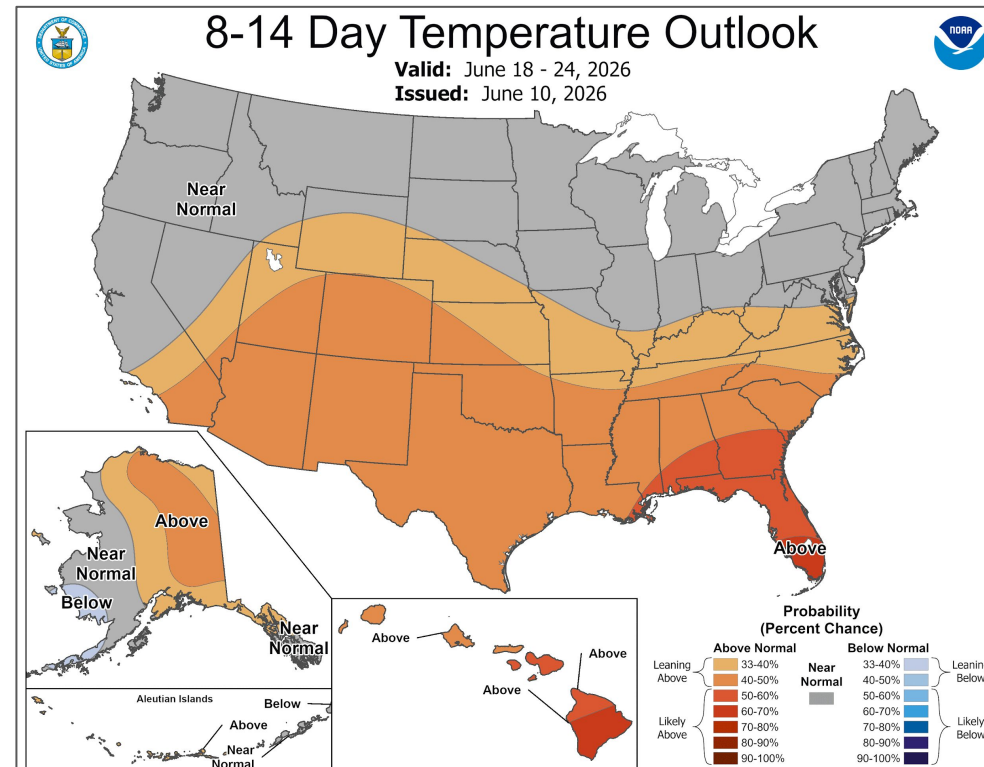 8-14 Day Temperature Outlook
Valid: June 18 - 24, 2026
Issued: June 10, 2026
NOAA
Near
Normal
Above
Above
Near
Normal
Below
Near
Normal
Aleutian Islands
Below
Above
Near
Normal
Above
Above
Above
Probability
(Percent Chance)
Above Normal
Below Normal
Near
Normal
Leaning
Above
33-40%
40-50%
Likely
Above
50-60%
60-70%
70-80%
80-90%
90-100%
33-40%
40-50%
Leanin
Below
50-60%
60-70%
70-80%
80-90%
90-100%
Likely
Below